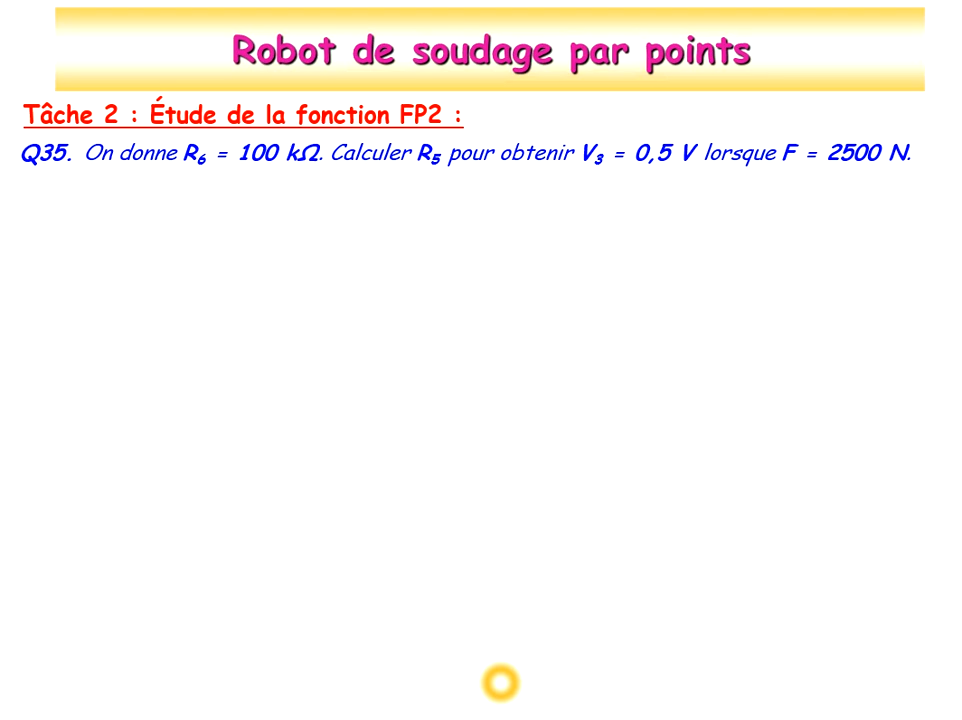 Robot de soudage par points
Tâche 2 : Étude de la fonction FP2 :
Q35. On donne R₆ = 100 kΩ. Calculer R₅ pour obtenir V₃ = 0,5 V lorsque F = 2500 N.